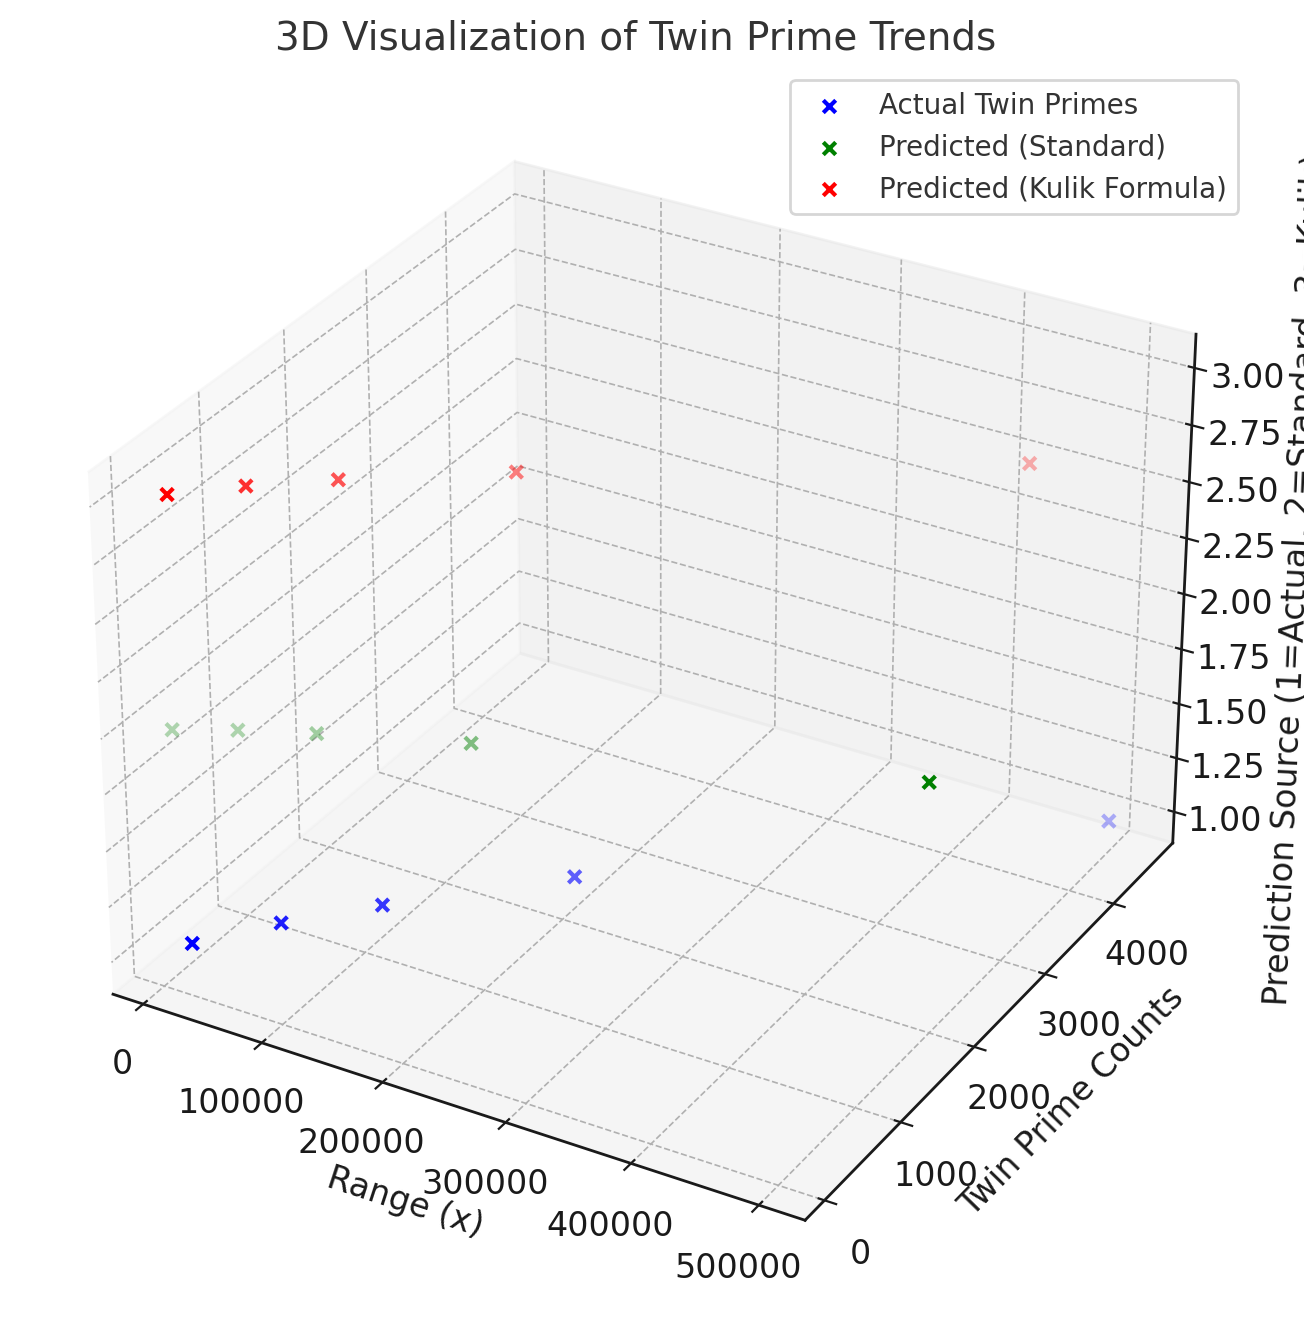 3D Visualization of Twin Prime Trends
Actual Twin Primes
Predicted (Standard)
Predicted (Kulik Formula)
3.00
2.75
2.50
2.25
2.00
1.75
1.50
1.25
1.00
Prediction Source (1=Actual, 2=Standard, 3=Kulik)
4000
3000
2000
1000
0
Twin Prime Counts
0
100000
200000
300000
400000
500000
Range (x)